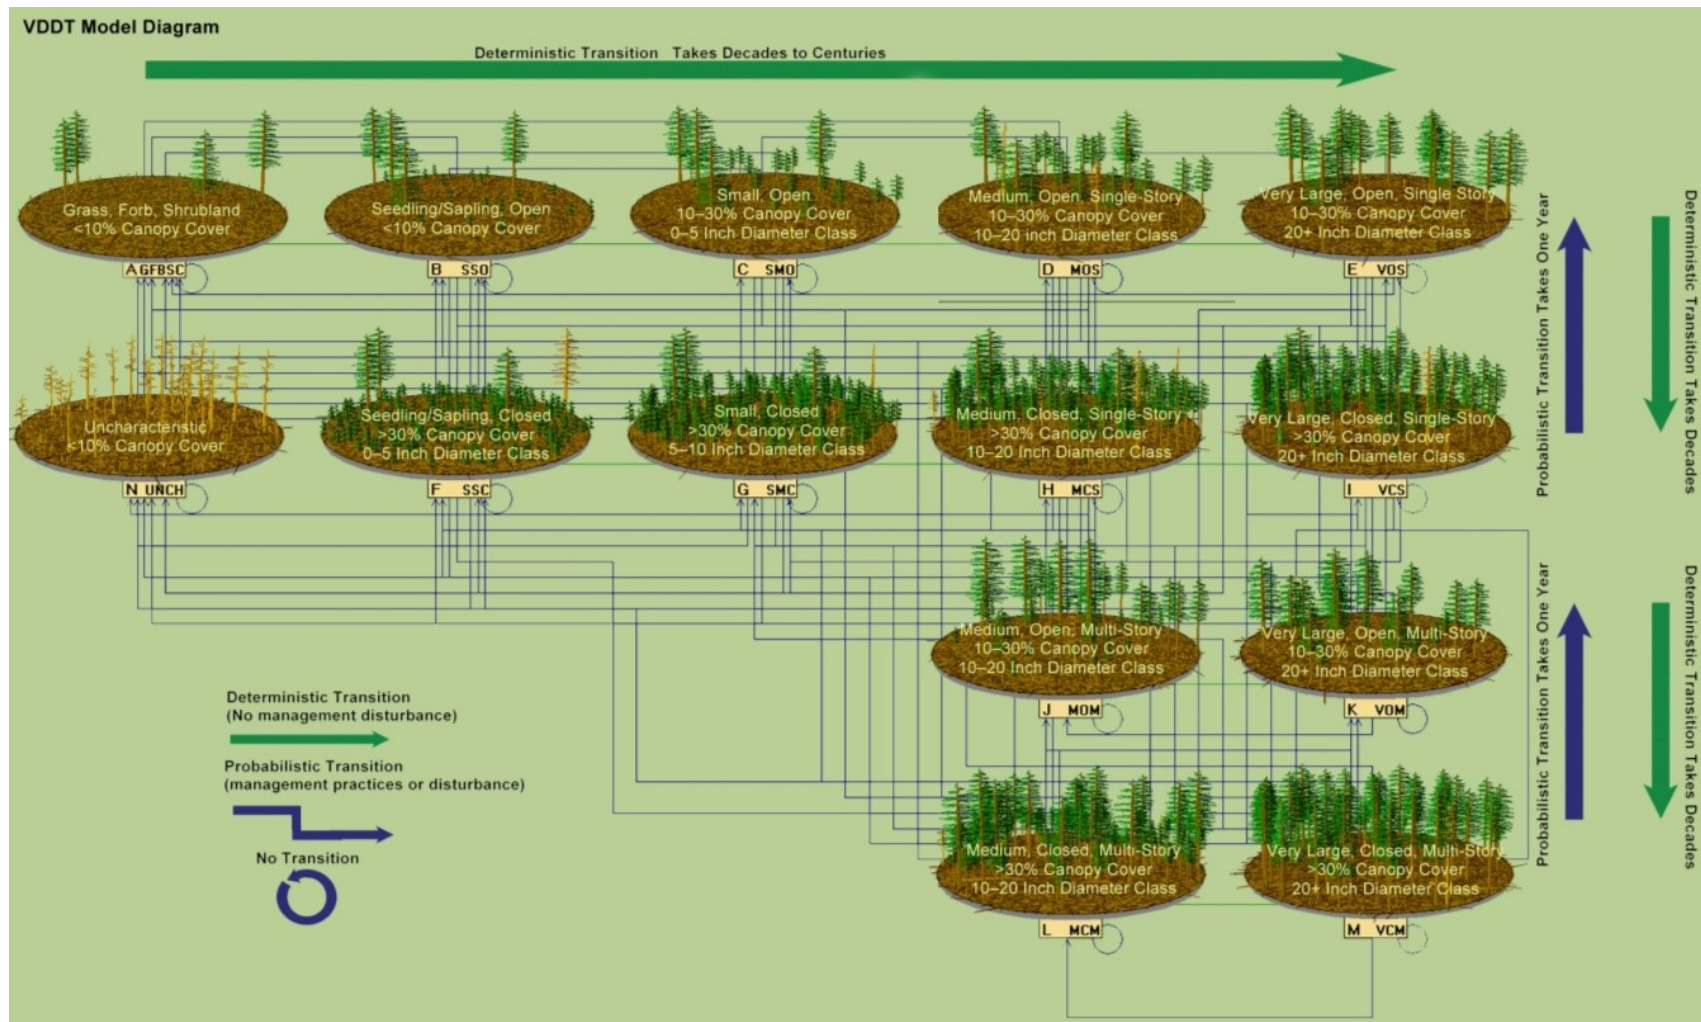 VDDT Model Diagram
Deterministic Transition Takes Decades to Centuries
Grass, Forb, Shrubland
<10% Canopy Cover
A GFBSC
Seedling/Sapling, Open
<10% Canopy Cover
B SSO
Small, Open
10–30% Canopy Cover
0–5 Inch Diameter Class
C SMO
Medium, Open, Single-Story
10–30% Canopy Cover
10–20 inch Diameter Class
D MOS
Very Large, Open, Single Story
10–30% Canopy Cover
20+ Inch Diameter Class
E VOS
Probabilistic Transition Takes One Year
Deterministic Transition Takes Decades
Uncharacteristic
<10% Canopy Cover
N UNCH
Seedling/Sapling, Closed
>30% Canopy Cover
0–5 Inch Diameter Class
F SSC
Small, Closed
>30% Canopy Cover
5–10 Inch Diameter Class
G SMC
Medium, Closed, Single-Story
>30% Canopy Cover
10–20 Inch Diameter Class
H MCS
Very Large, Closed, Single-Story
>30% Canopy Cover
20+ Inch Diameter Class
I VCS
Medium, Open, Multi-Story
10–30% Canopy Cover
10–20 Inch Diameter Class
J MOM
Very Large, Open, Multi-Story
10–30% Canopy Cover
20+ Inch Diameter Class
K VOM
Probabilistic Transition Takes One Year
Deterministic Transition Takes Decades
Deterministic Transition
(No management disturbance)
Probabilistic Transition
(management practices or disturbance)
No Transition
Medium, Closed, Multi-Story
>30% Canopy Cover
10–20 Inch Diameter Class
L MCM
Very Large, Closed, Multi-Story
>30% Canopy Cover
20+ Inch Diameter Class
M VCM